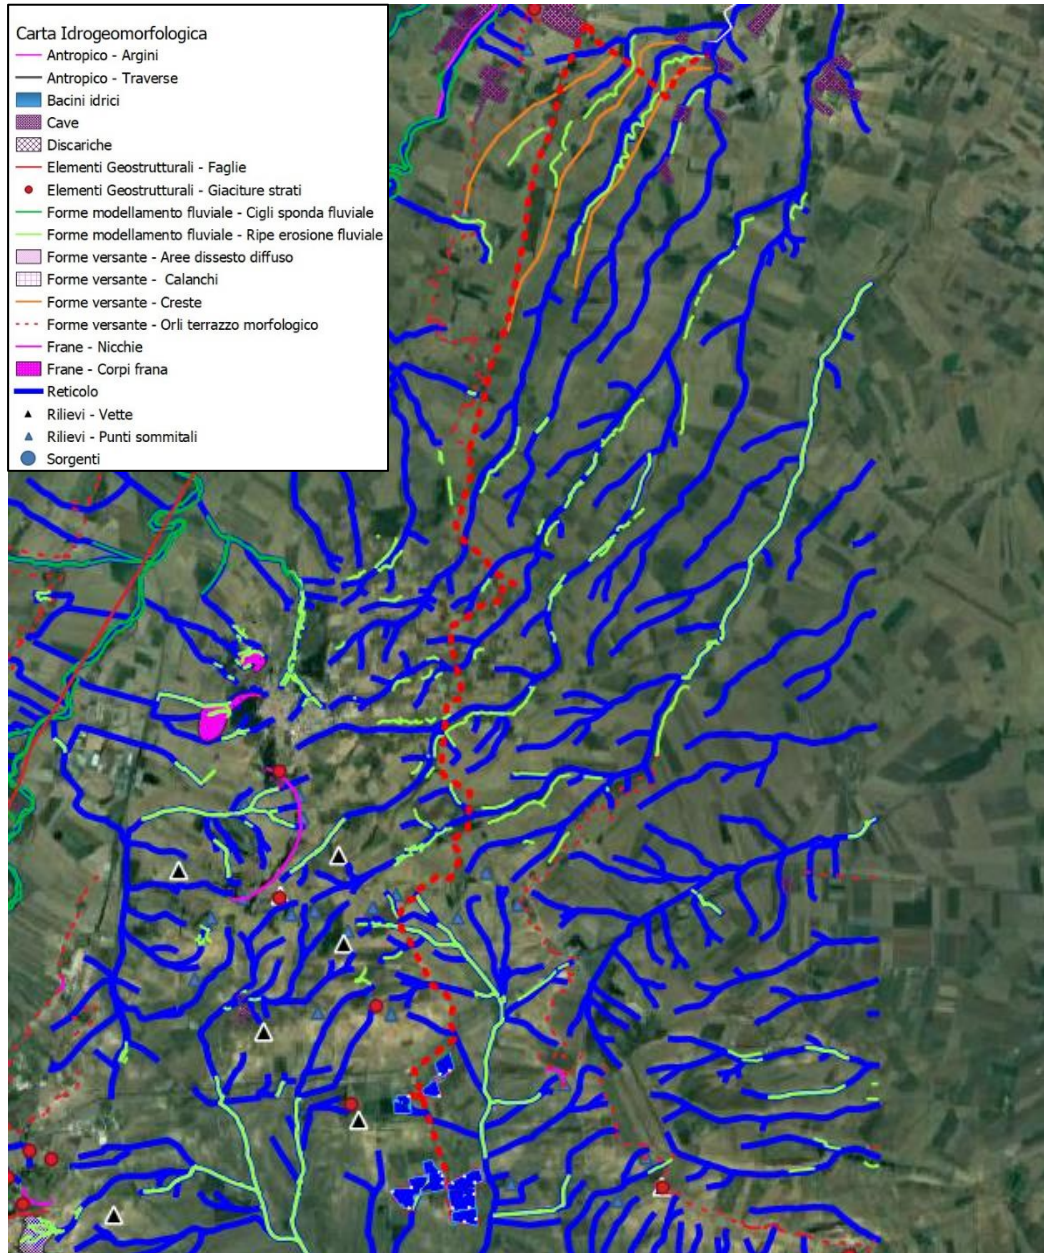 Carta Idrogeomorfologica
Antropico - Argini
Antropico - Traverse
Bacini idrici
Cave
Discariche
Elementi Geostrutturali - Faglie
Elementi Geostrutturali - Giaciture strati
Forme modellamento fluviale - Cigli sponda fluviale
Forme modellamento fluviale - Ripe erosione fluviale
Forme versante - Aree dissesto diffuso
Forme versante - Calanchi
Forme versante - Creste
Forme versante - Orli terrazzo morfologico
Frane - Nicchie
Frane - Corpi frana
Reticolo
Rilievi - Vette
Rilievi - Punti sommitali
Sorgenti